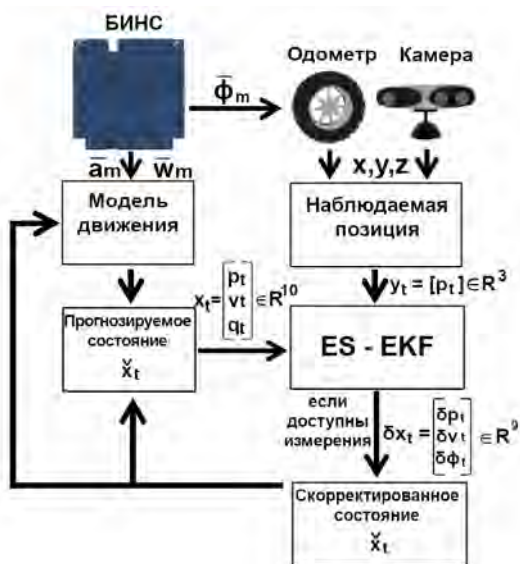 БИНС
Одометр Камера
Φ̄m
ām w̄m
x,y,z
Модель
движения
Наблюдаемая
позиция
yt = [pt] ∈ R³
xt = [pt vt qt] ∈ R¹⁰
Прогнозируемое
состояние
x̌t
ES - EKF
если
доступны
измерения
δxt = [δpt δvt δϕt] ∈ R⁹
Скорректированное
состояние
x̌t